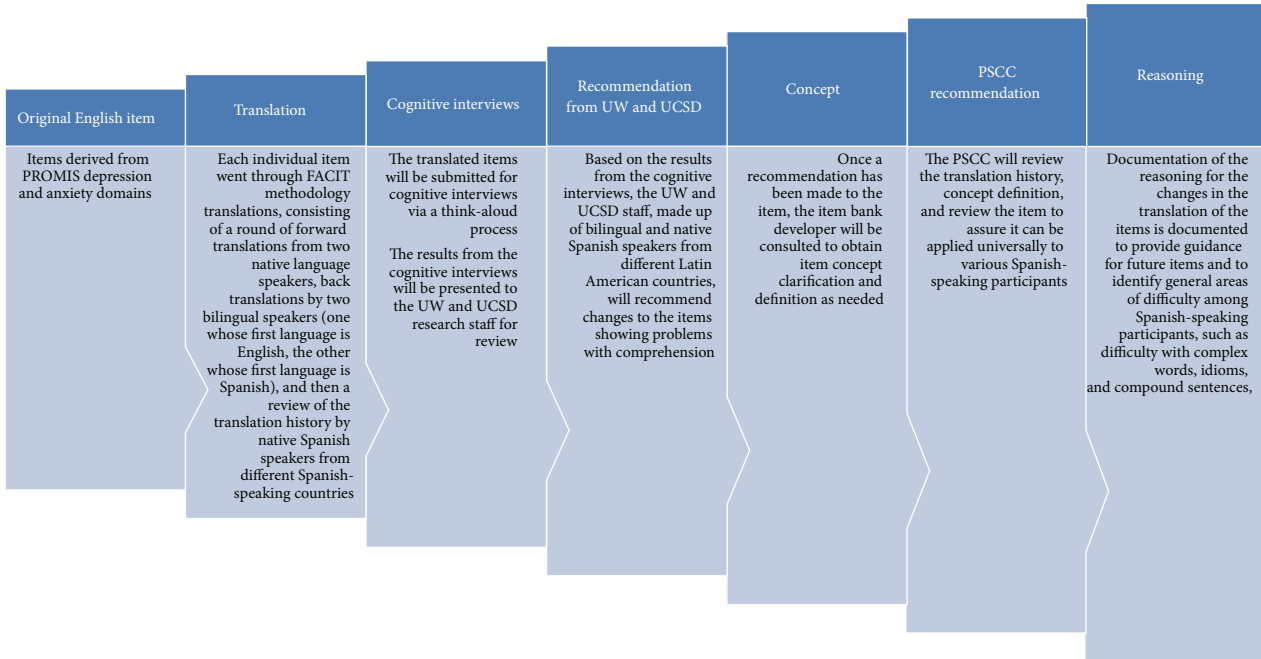 Original English item
Items derived from
PROMIS depression
and anxiety domains
Translation
Each individual item
went through FACIT
methodology
translations, consisting
of a round of forward
translations from two
native language
speakers, back
translations by two
bilingual speakers (one
whose first language is
English, the other
whose first language is
Spanish), and then a
review of the
translation history by
native Spanish
speakers from
different Spanish-
speaking countries
Cognitive interviews
The translated items
will be submitted for
cognitive interviews
via a think-aloud
process
The results from the
cognitive interviews
will be presented to
the UW and UCSD
research staff for
review
Recommendation
from UW and UCSD
Based on the results
from the cognitive
interviews, the UW and
UCSD staff, made up
of bilingual and native
Spanish speakers from
different Latin
American countries,
will recommend
changes to the items
showing problems
with comprehension
Concept
Once a
recommendation has
been made to the
item, the item bank
developer will be
consulted to obtain
item concept
clarification and
definition as needed
PSCC
recommendation
The PSCC will review
the translation history,
concept definition,
and review the item to
assure it can be
applied universally to
various Spanish-
speaking participants
Reasoning
Documentation of the
reasoning for the
changes in the
translation of the
items is documented
to provide guidance
for future items and to
identify general areas
of difficulty among
Spanish-speaking
participants, such as
difficulty with complex
words, idioms,
and compound sentences,